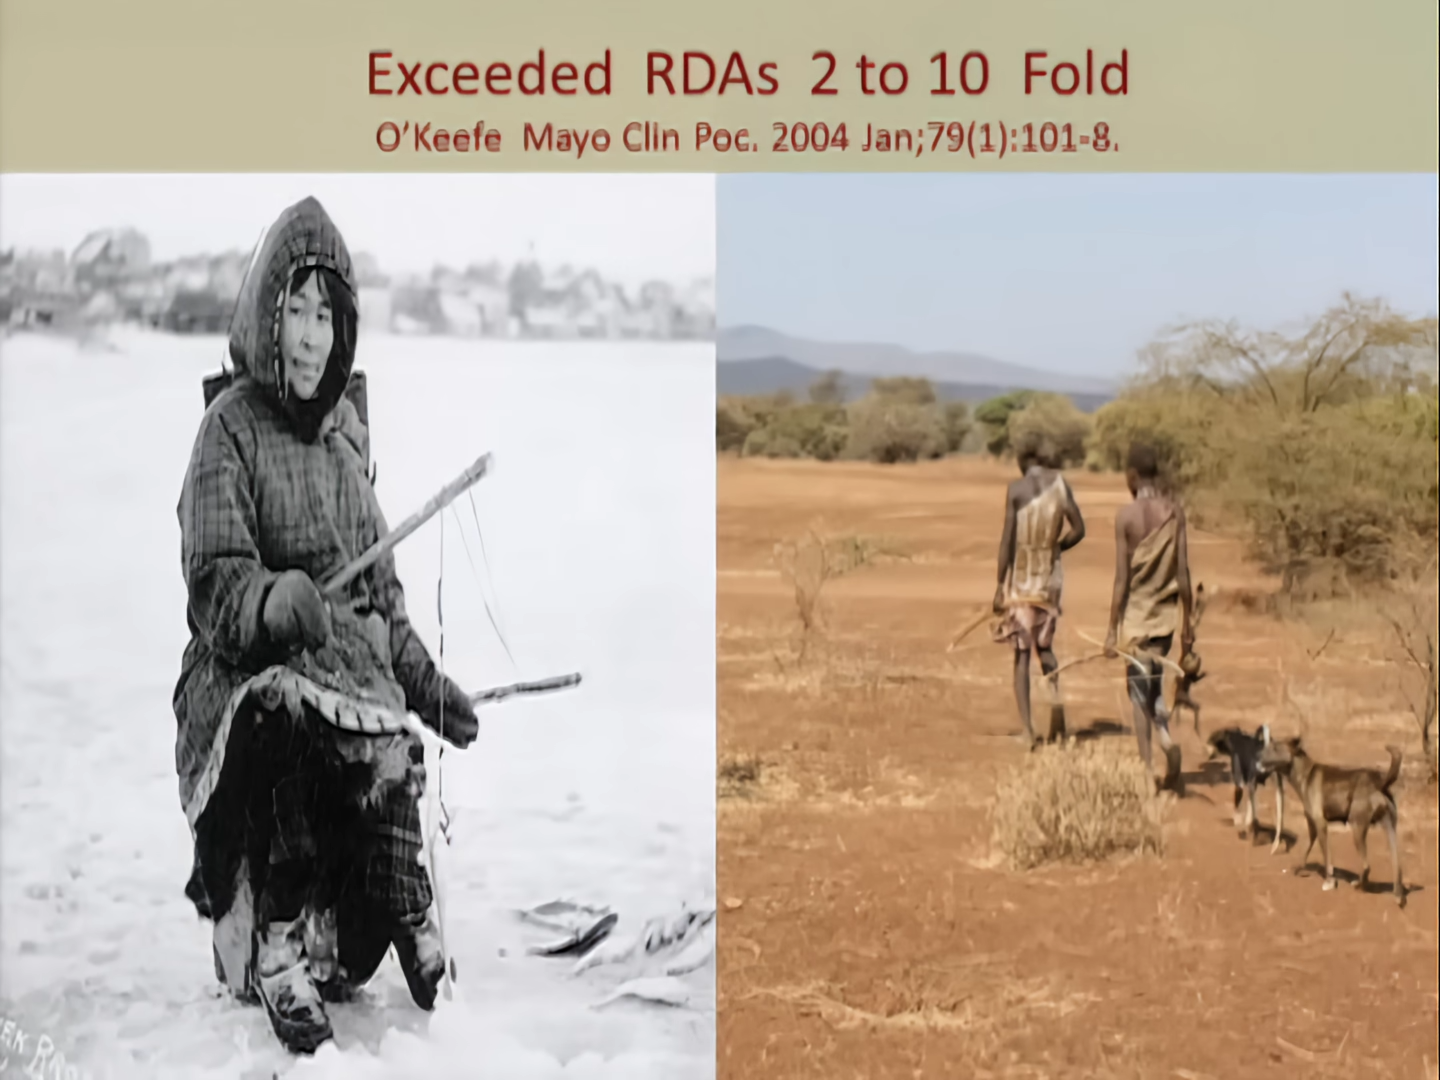 Exceeded RDAs 2 to 10 Fold
O'Keefe Mayo Clin Poc. 2004 Jan;79(1):101-8.